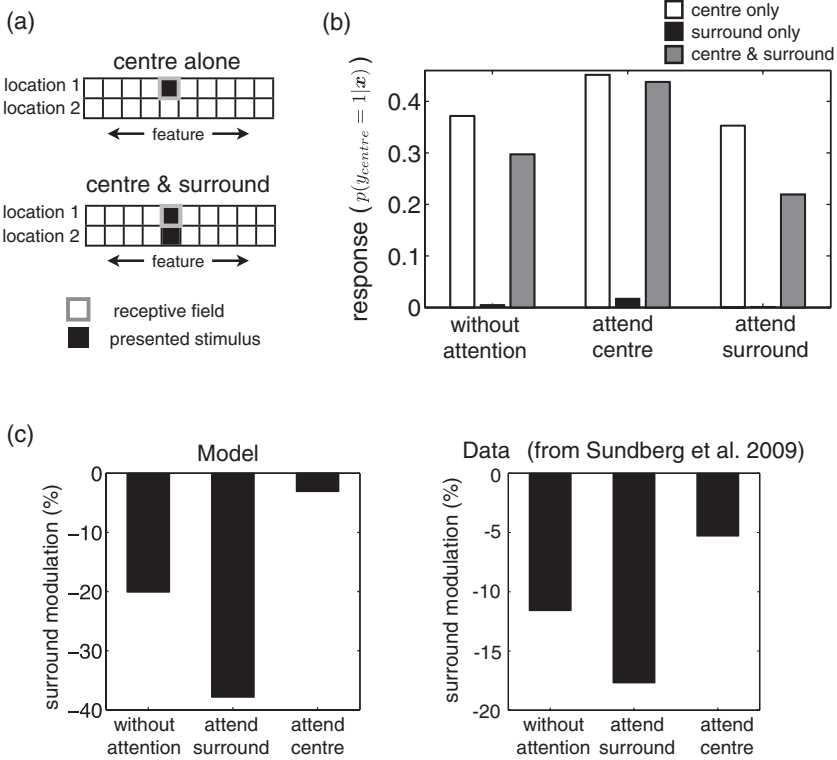 (a)
centre alone
location 1
location 2
feature
centre & surround
location 1
location 2
feature
receptive field
presented stimulus
(b)
centre only
surround only
centre & surround
response ( p(y_centre = 1|x) )
0.4
0.3
0.2
0.1
0
without
attention
attend
centre
attend
surround
(c)
Model
surround modulation (%)
0
−10
−20
−30
−40
without
attention
attend
surround
attend
centre
Data (from Sundberg et al. 2009)
surround modulation (%)
0
-5
-10
-15
-20
without
attention
attend
surround
attend
centre